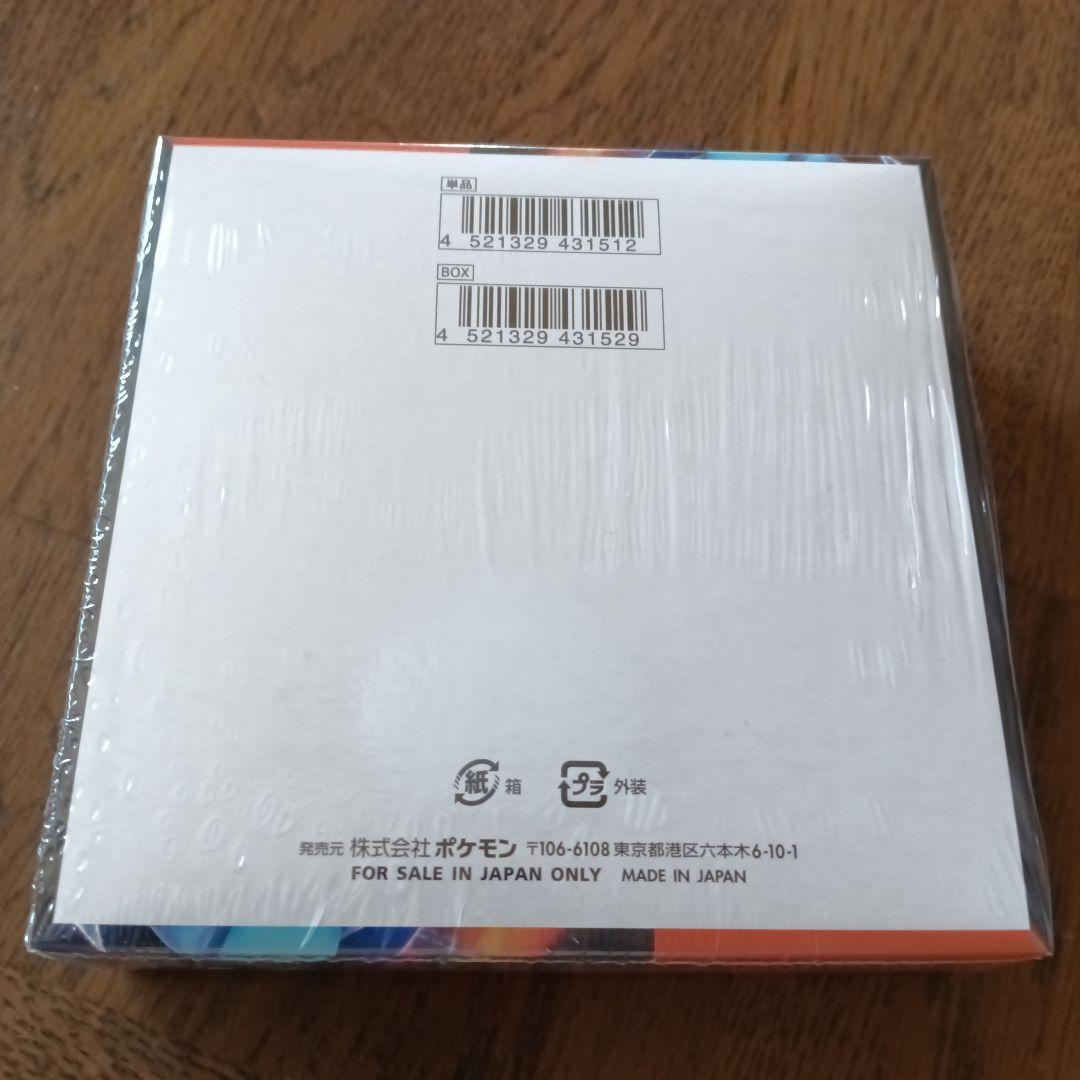 単品
4 521329 431512
BOX
4 521329 431529
紙 箱 プラ 外装
発売元 株式会社 ポケモン 〒106-6108 東京都港区六本木6-10-1
FOR SALE IN JAPAN ONLY MADE IN JAPAN